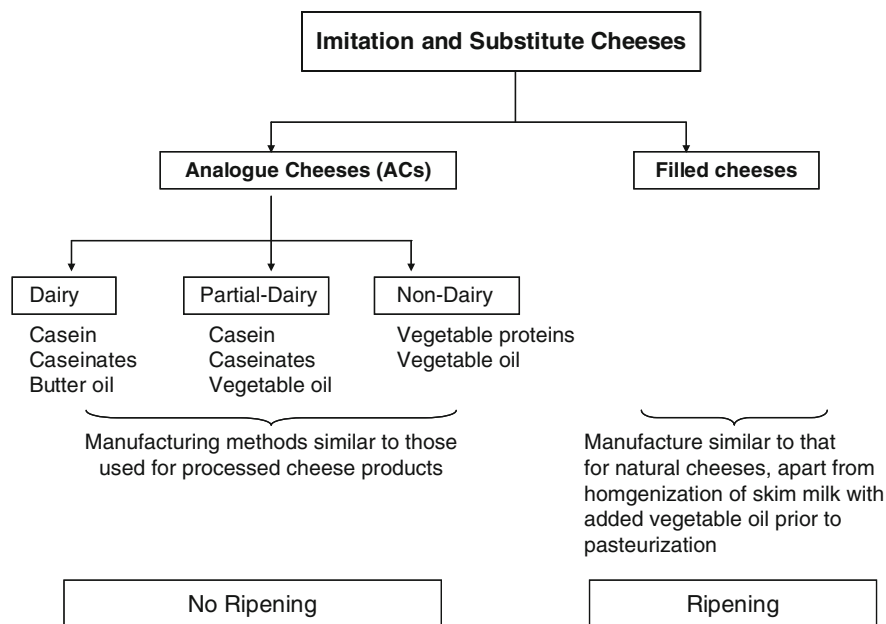 Imitation and Substitute Cheeses
Analogue Cheeses (ACs)
Filled cheeses
Dairy
Casein
Caseinates
Butter oil
Partial-Dairy
Casein
Caseinates
Vegetable oil
Non-Dairy
Vegetable proteins
Vegetable oil
Manufacturing methods similar to those
used for processed cheese products
Manufacture similar to that
for natural cheeses, apart from
homgenization of skim milk with
added vegetable oil prior to
pasteurization
No Ripening
Ripening